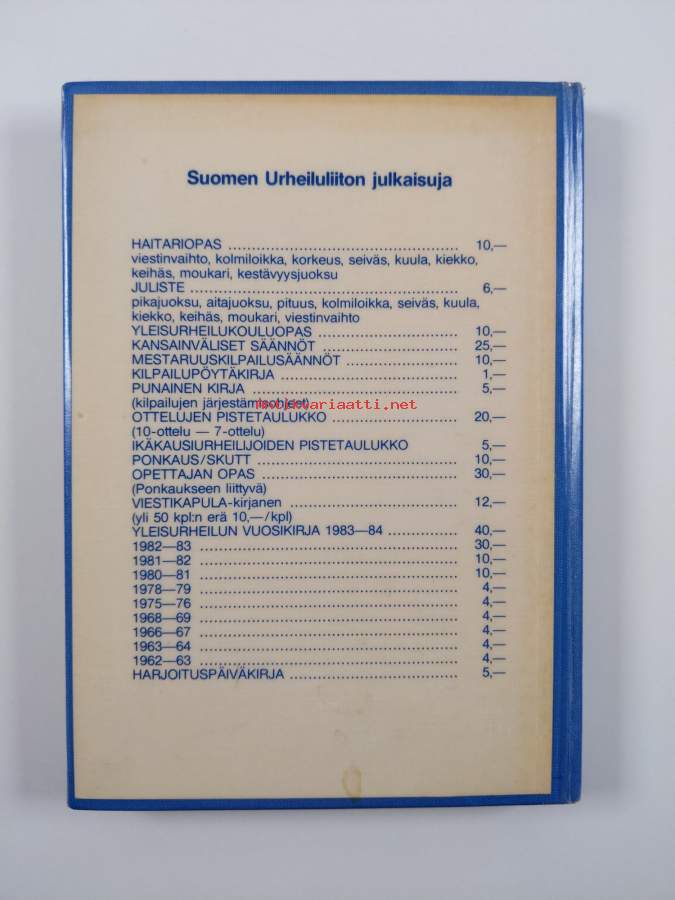 Suomen Urheiluliiton julkaisuja
HAITARIOPAS ........................................ 10,—
viestinvaihto, kolmiloikka, korkeus, seiväs, kuula, kiekko,
keihäs, moukari, kestävyysjuoksu
JULISTE ........................................ 6,—
pikajuoksu, aitajuoksu, pituus, kolmiloikka, seiväs, kuula,
kiekko, keihäs, moukari, viestinvaihto
YLEISURHEILUKOULUOPAS ........................ 10,—
KANSAINVÄLISET SÄÄNNÖT ........................ 25,—
MESTARUUSKILPAILUSÄÄNNÖT .................... 10,—
KILPAILUPÖYTÄKIRJA ............................ 1,—
PUNAINEN KIRJA ................................ 5,—
(kilpailujen järjestämisohjeet)
antikvariaatti.net
OTTELUJEN PISTETAULUKKO .................... 20,—
(10-ottelu — 7-ottelu)
IKÄKAUSIURHEILIJOIDEN PISTETAULUKKO 5,—
PONKAUS/SKUTT ................................ 10,—
OPETTAJAN OPAS ................................ 30,—
(Ponkaukseen liittyvä)
VIESTIKAPULA-kirjanen ........................ 12,—
(yli 50 kpl:n erä 10,—/kpl)
YLEISURHEILUN VUOSIKIRJA 1983—84 ............ 40,—
1982—83 ........................................ 30,—
1981—82 ........................................ 10,—
1980—81 ........................................ 10,—
1978—79 ........................................ 4,—
1975—76 ........................................ 4,—
1968—69 ........................................ 4,—
1966—67 ........................................ 4,—
1963—64 ........................................ 4,—
1962—63 ........................................ 4,—
HARJOITUSPÄIVÄKIRJA ............................ 5,—